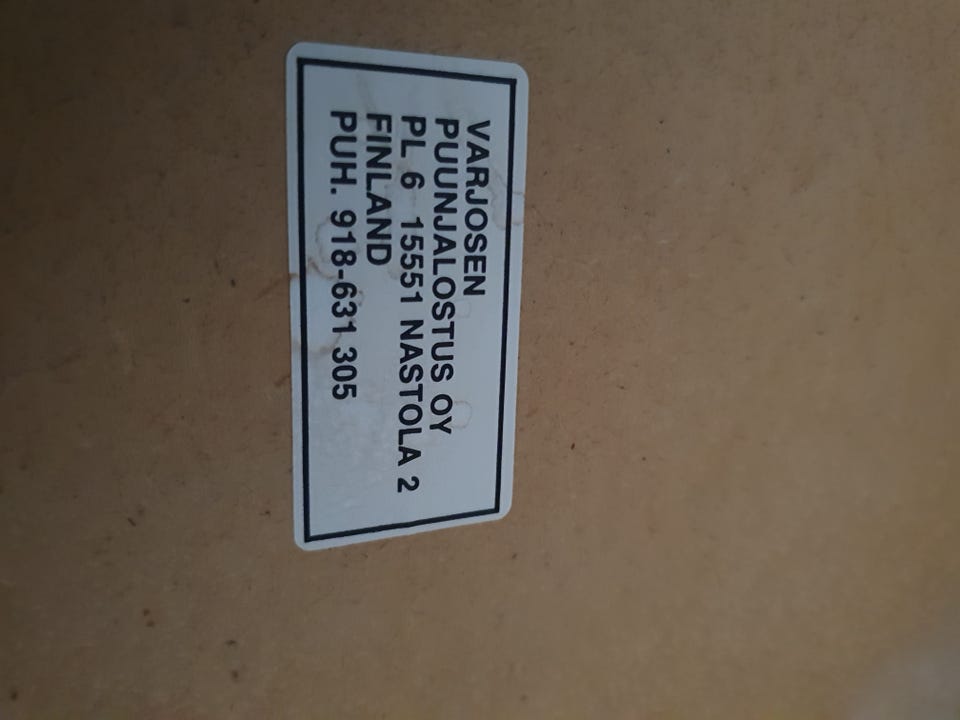 VARJOSEN
PUUNJALOSTUS OY
PL 6 15551 NASTOLA 2
FINLAND
PUH. 918-631 305